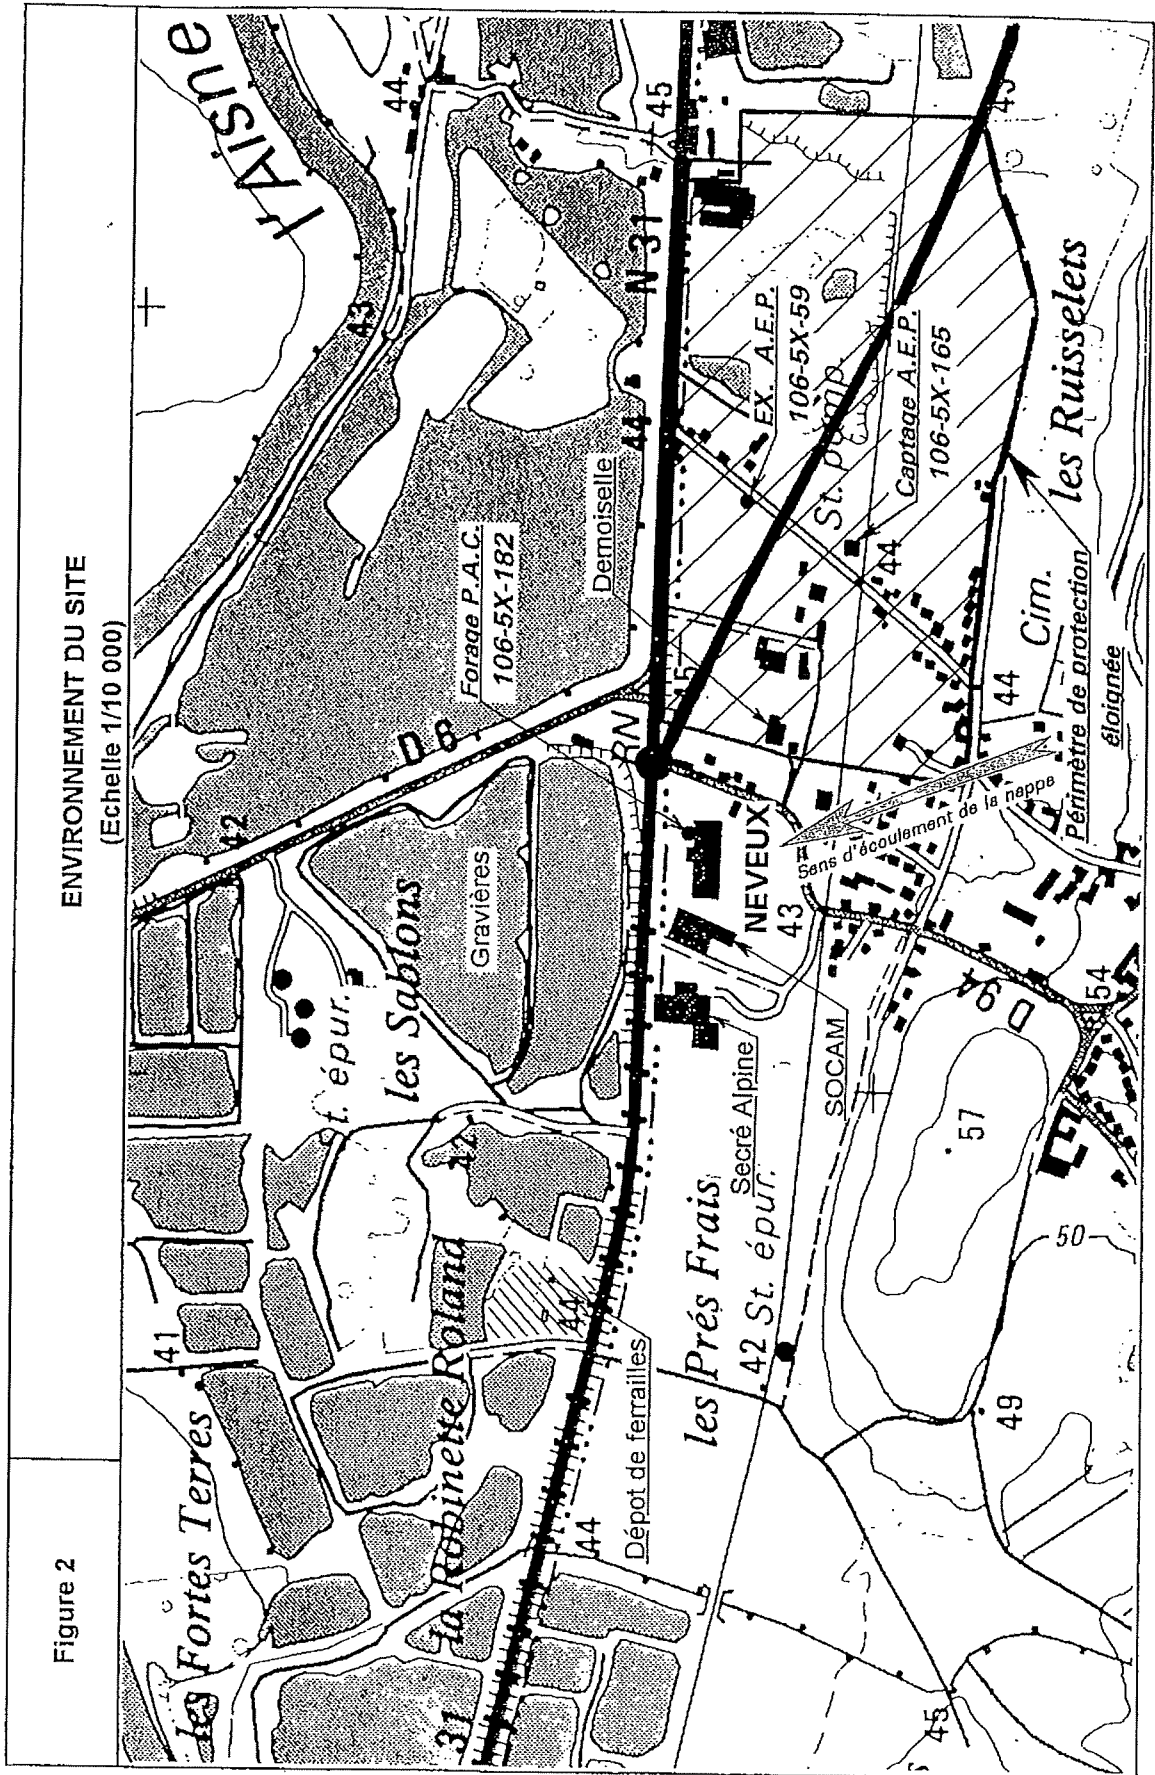 Figure 2
ENVIRONNEMENT DU SITE
(Echelle 1/10 000)
l'Aisne
les Fortes Terres
41
42
43
44
D 6
t. épur.
les Sablons
Gravières
la Robinette Roland
42
31
44
44
44
N 31
45
Forage P.A.C.
106-5X-182
Demoiselle
Dépôt de ferrailles
les Prés Frais
42 St. épur.
Secré Alpine
SOCAM
NEVEUX
43
EX. A.E.P.
106-5X-59
St. pomp.
Captage A.E.P.
106-5X-165
44
44
les Ruisselets
Cim.
Périmètre de protection
éloignée
Sens d'écoulement de la nappe
D 94
54
57
50
49
45